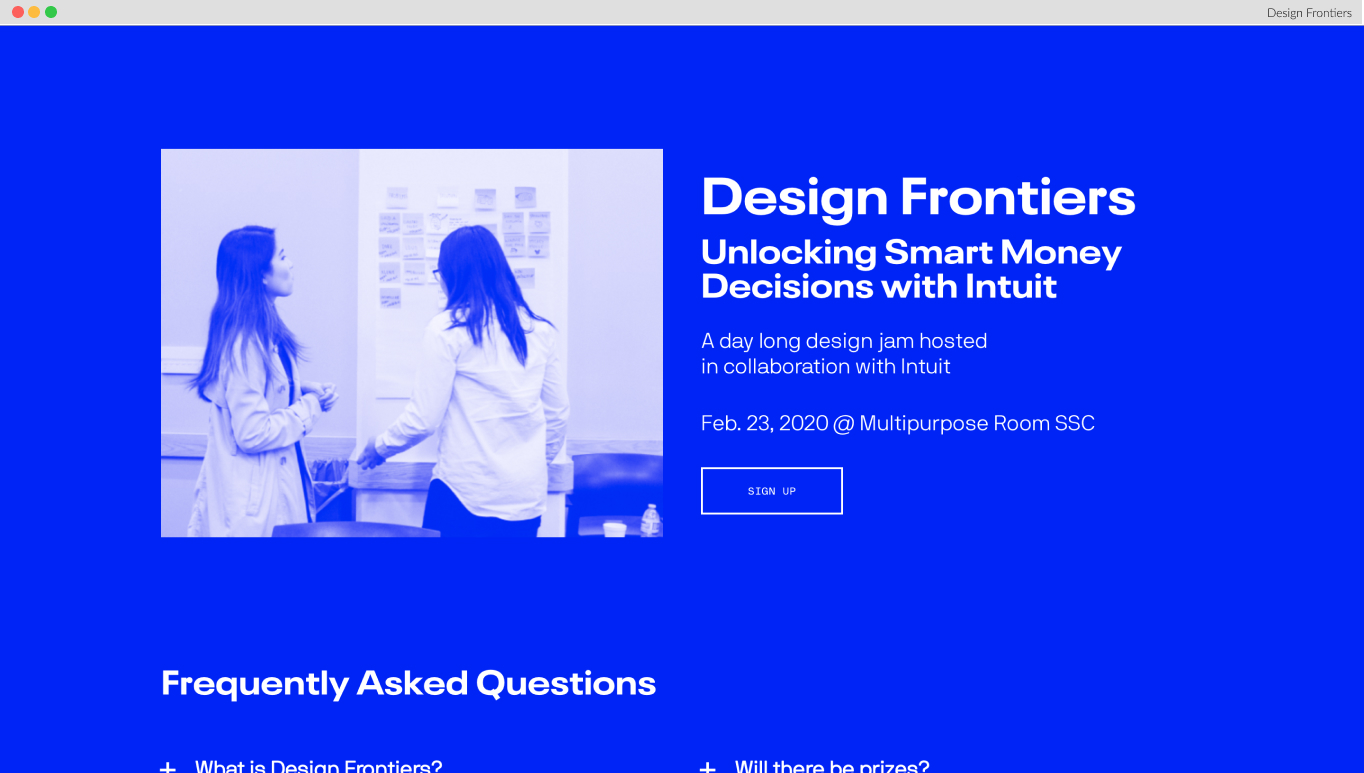 Design Frontiers
Design Frontiers
Unlocking Smart Money
Decisions with Intuit
A day long design jam hosted
in collaboration with Intuit
Feb. 23, 2020 @ Multipurpose Room SSC
SIGN UP
Frequently Asked Questions
+ What is Design Frontiers?
+ Will there be prizes?